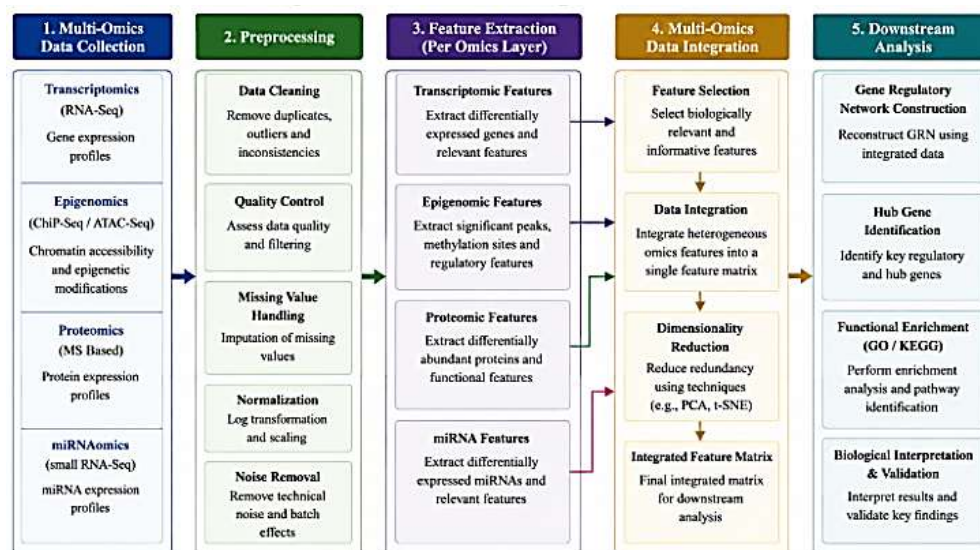 1. Multi-Omics
Data Collection
Transcriptomics
(RNA-Seq)
Gene expression
profiles
Epigenomics
(ChiP-Seq / ATAC-Seq)
Chromatin accessibility
and epigenetic
modifications
Proteomics
(MS Based)
Protein expression
profiles
miRNAomics
(small RNA-Seq)
miRNA expression
profiles
2. Preprocessing
Data Cleaning
Remove duplicates,
outliers and
inconsistencies
Quality Control
Assess data quality
and filtering
Missing Value
Handling
Imputation of missing
values
Normalization
Log transformation
and scaling
Noise Removal
Remove technical
noise and batch
effects
3. Feature Extraction
(Per Omics Layer)
Transcriptomic Features
Extract differentially
expressed genes and
relevant features
Epigenomic Features
Extract significant peaks,
methylation sites and
regulatory features
Proteomic Features
Extract differentially
abundant proteins and
functional features
miRNA Features
Extract differentially
expressed miRNAs and
relevant features
4. Multi-Omics
Data Integration
Feature Selection
Select biologically
relevant and
informative features
Data Integration
Integrate heterogeneous
omics features into a
single feature matrix
Dimensionality
Reduction
Reduce redundancy
using techniques
(e.g., PCA, t-SNE)
Integrated Feature Matrix
Final integrated matrix
for downstream
analysis
5. Downstream
Analysis
Gene Regulatory
Network Construction
Reconstruct GRN using
integrated data
Hub Gene
Identification
Identify key regulatory
and hub genes
Functional Enrichment
(GO / KEGG)
Perform enrichment
analysis and pathway
identification
Biological Interpretation
& Validation
Interpret results and
validate key findings